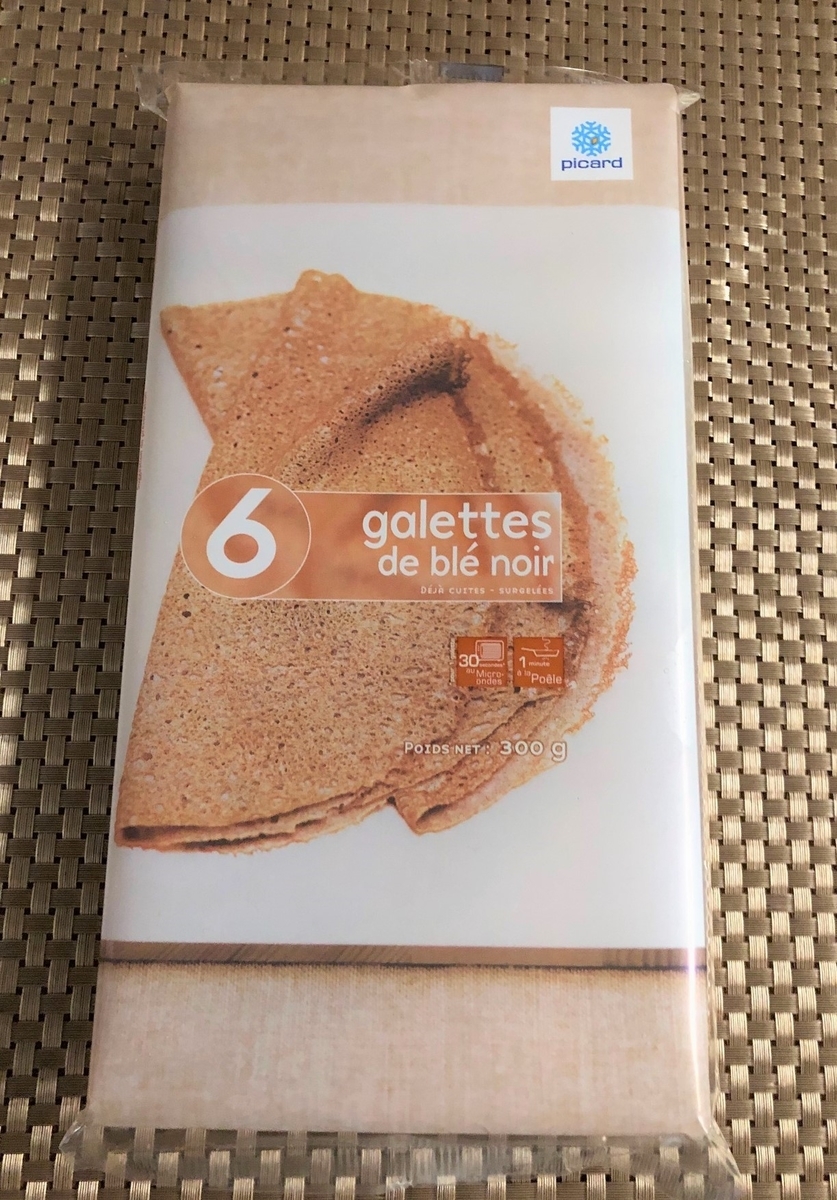 picard
6
galettes
de blé noir
DÉJÀ CUITES - SURGELÉES
30 secondes
au Micro-
ondes
1 minute
à la Poêle
POIDS NET : 300 g